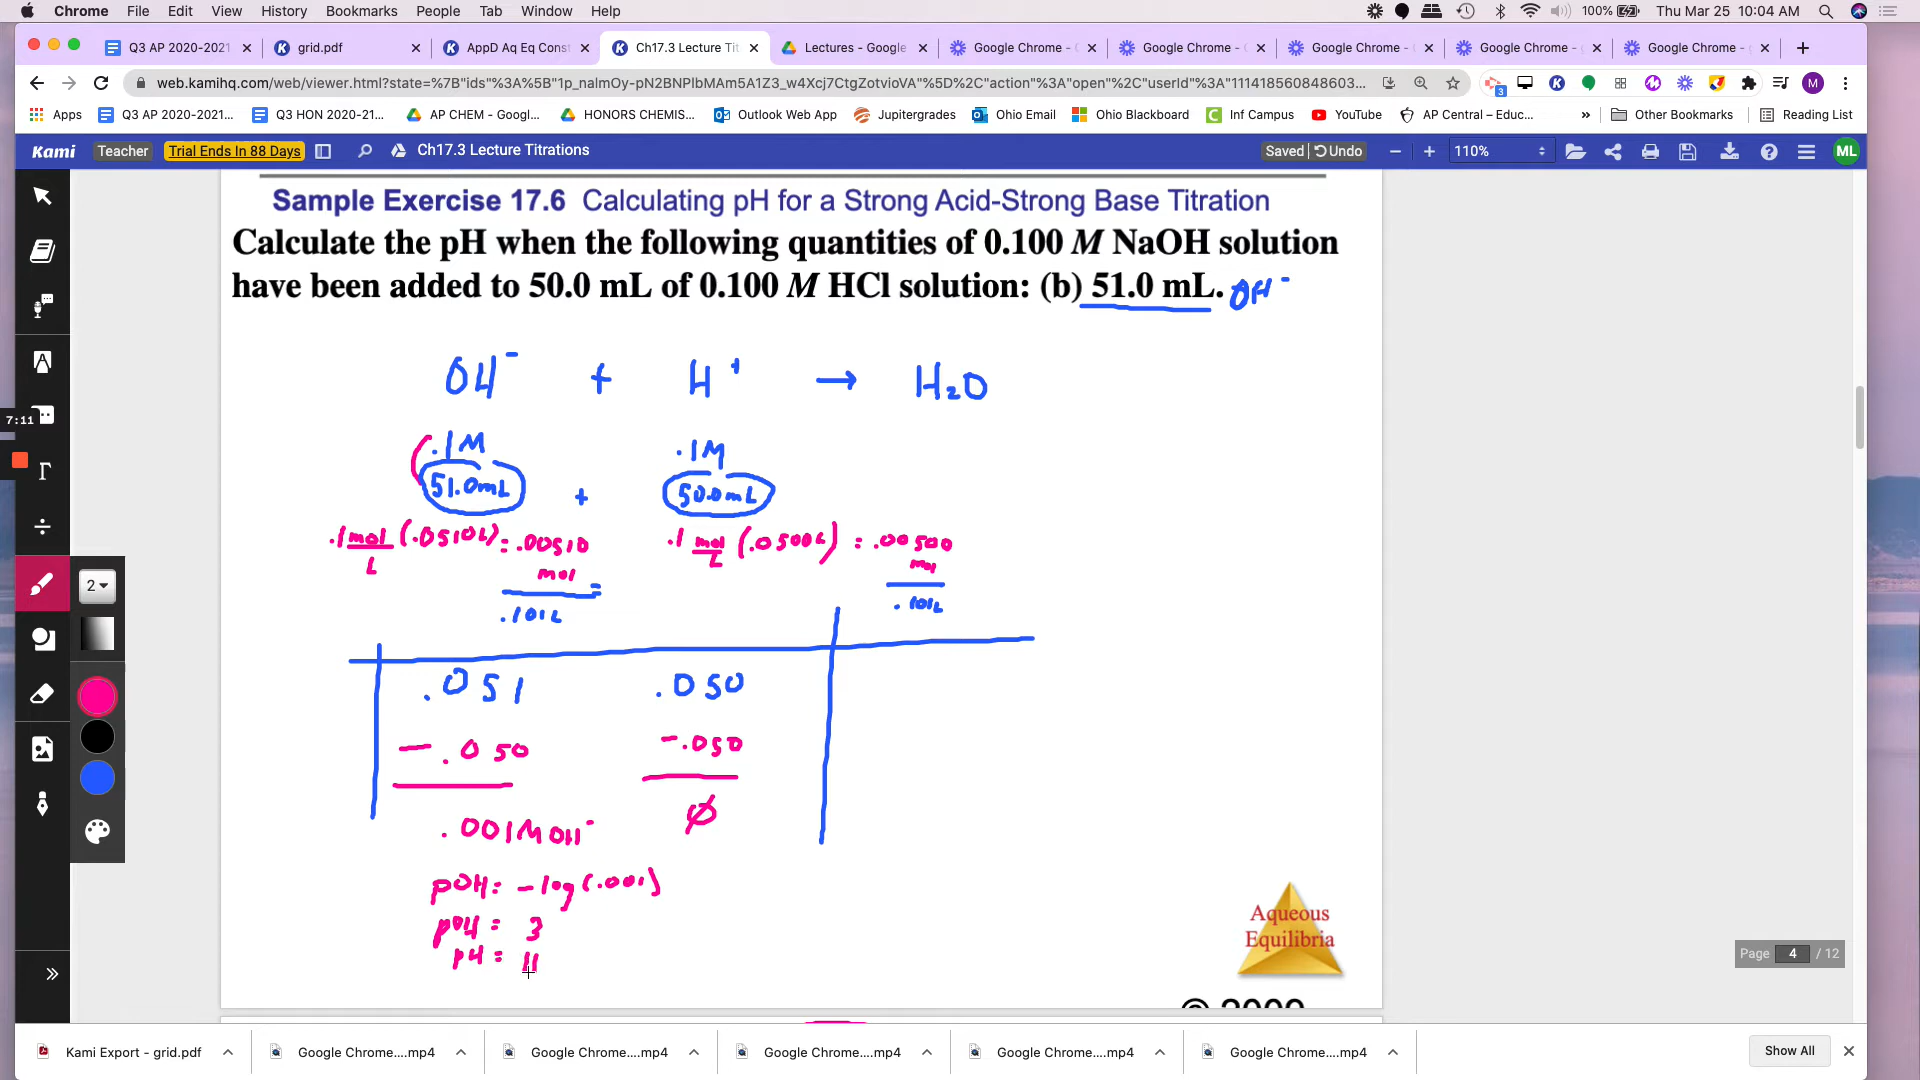 Chrome File Edit View History Bookmarks People Tab Window Help 100% Thu Mar 25 10:04 AM
Q3 AP 2020-2021 grid.pdf AppD Aq Eq Const Ch17.3 Lecture Tit Lectures - Google Google Chrome - Google Chrome - Google Chrome - Google Chrome - Google Chrome -
web.kamihq.com/web/viewer.html?state=%7B"ids"%3A%5B"1p_nalmOy-pN2BNPlbMAm5A1Z3_w4Xcj7CtgZotvioVA"%5D%2C"action"%3A"open"%2C"userId"%3A"111418560848603... 3 M
Apps Q3 AP 2020-2021... Q3 HON 2020-21... AP CHEM - Googl... HONORS CHEMIS... Outlook Web App Jupitergrades Ohio Email Ohio Blackboard Inf Campus YouTube AP Central – Educ... » Other Bookmarks Reading List
Kami Teacher Trial Ends In 88 Days Ch17.3 Lecture Titrations Saved Undo 110% ML
Sample Exercise 17.6 Calculating pH for a Strong Acid-Strong Base Titration
Calculate the pH when the following quantities of 0.100 M NaOH solution
have been added to 50.0 mL of 0.100 M HCl solution: (b) 51.0 mL. OH⁻
OH⁻ + H⁺ → H₂O
7:11
(.1M .1M
51.0mL + 50.0mL
.1 mol/L (.0510L) = .00510 mol .1 mol/L (.0500L) = .00500 mol
.101L = .101L
.051 .050
2
- .050 -.050
.001M OH⁻ ∅
pOH = -log(.001)
pOH = 3
pH = 11
Aqueous
Equilibria
Page 4 / 12
© 2009
Kami Export - grid.pdf Google Chrome....mp4 Google Chrome....mp4 Google Chrome....mp4 Google Chrome....mp4 Google Chrome....mp4 Show All